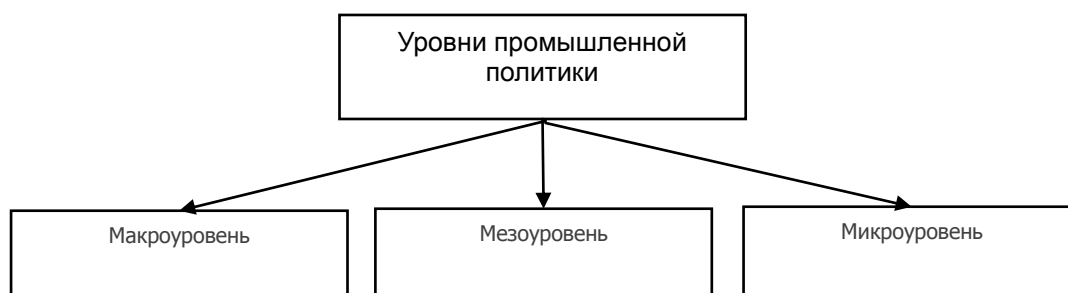 Уровни промышленной
политики
Макроуровень
Мезоуровень
Микроуровень